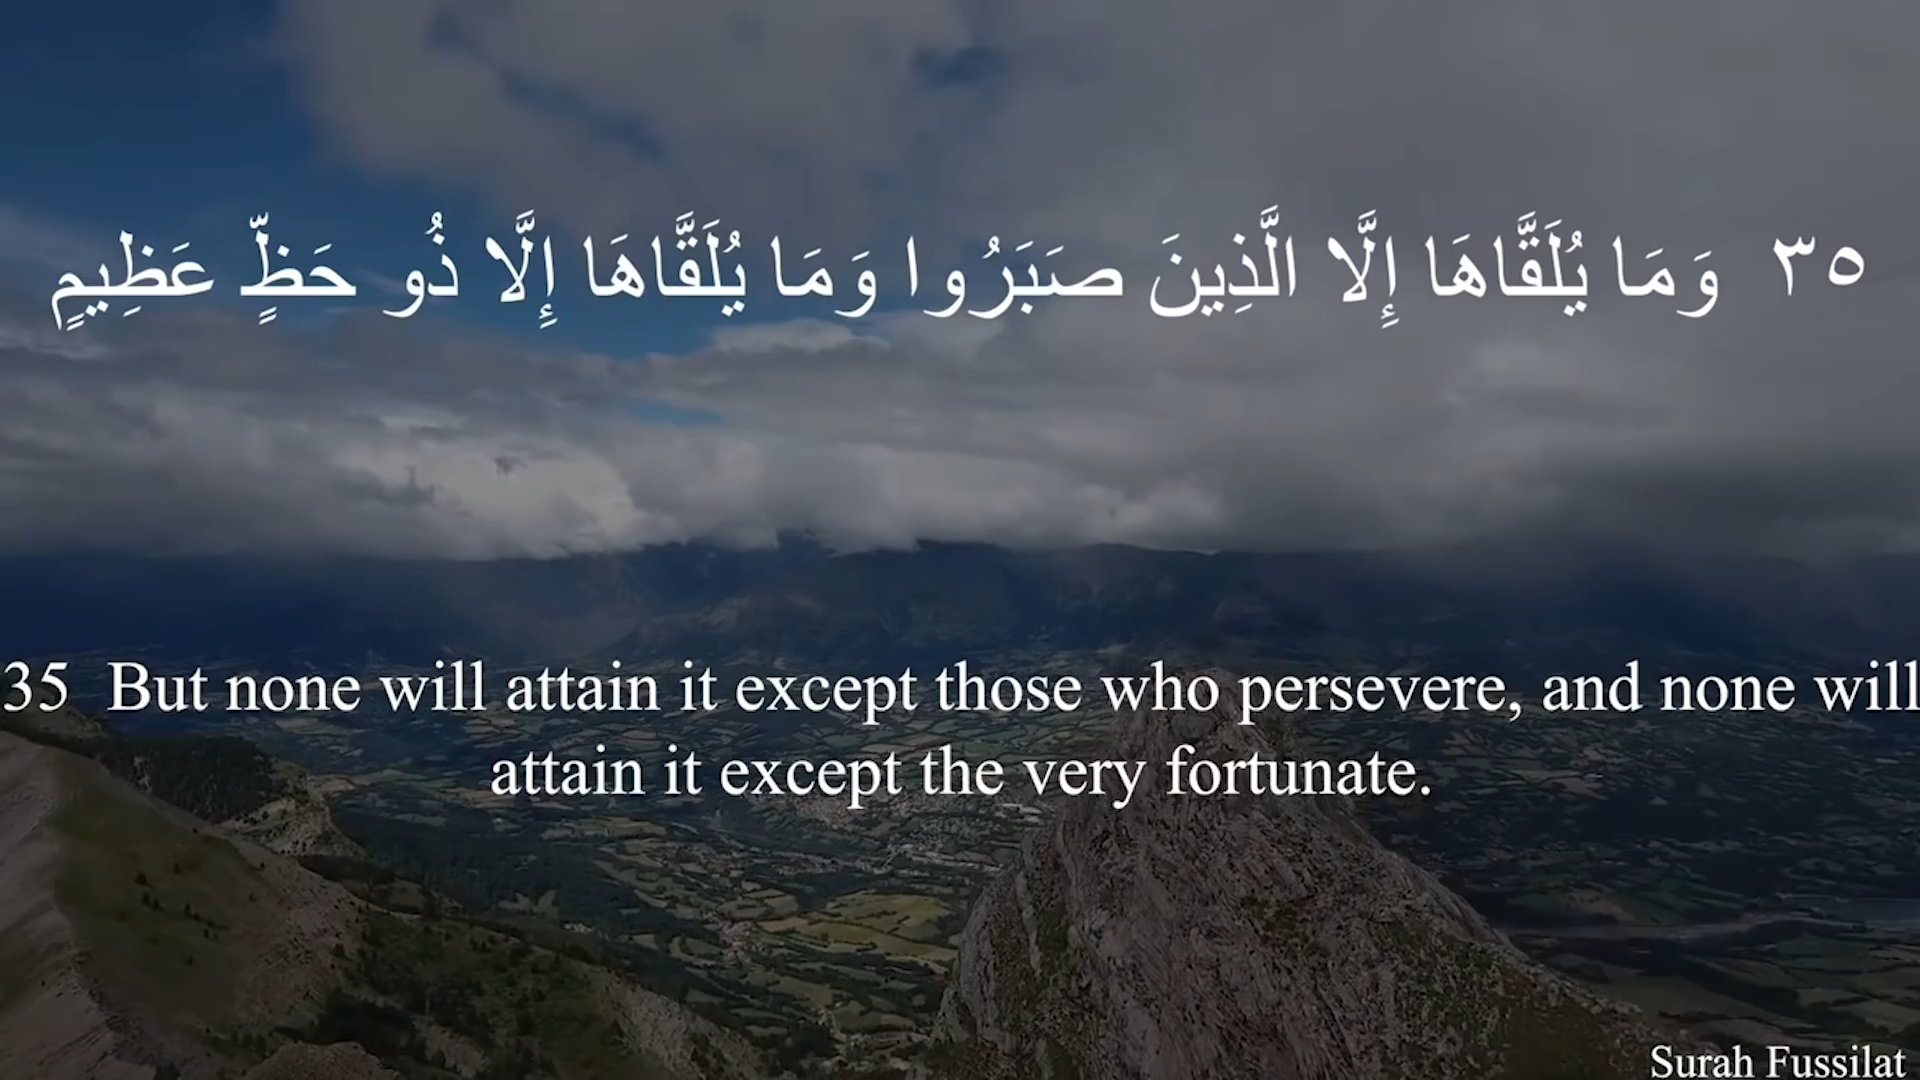 ٣٥ وَمَا يُلَقَّاهَا إِلَّا الَّذِينَ صَبَرُوا وَمَا يُلَقَّاهَا إِلَّا ذُو حَظٍّ عَظِيمٍ
35 But none will attain it except those who persevere, and none will
attain it except the very fortunate.
Surah Fussilat